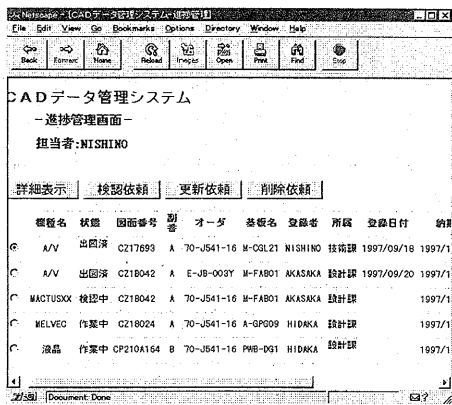 Netscape - [CADデータ管理システム-進捗管理]
File Edit View Go Bookmarks Options Directory Window Help
Back Forward Home Reload Images Open Print Find Stop
CADデータ管理システム
－進捗管理画面－
担当者:NISHINO
詳細表示 検認依頼 更新依頼 削除依頼
機種名 状態 図面番号 副番 オーダ 基板名 登録者 所属 登録日付 納期
A/V 出図済 CZ17693 A 70-J541-16 M-CGL21 NISHINO 技術課 1997/09/18 1997/1
A/V 出図済 CZ18042 A E-JB-003Y M-FAB01 AKASAKA 設計課 1997/09/20 1997/1
MACTUSXX 検認中 CZ18042 A 70-J541-16 M-FAB01 AKASAKA 設計課 1997/1
MELVEC 作業中 CZ18024 A 70-J541-16 A-GPG09 HIDAKA 設計課 1997/1
液晶 作業中 CP210A164 B 70-J541-16 PWB-DG1 HIDAKA 設計課 1997/1
Document: Done